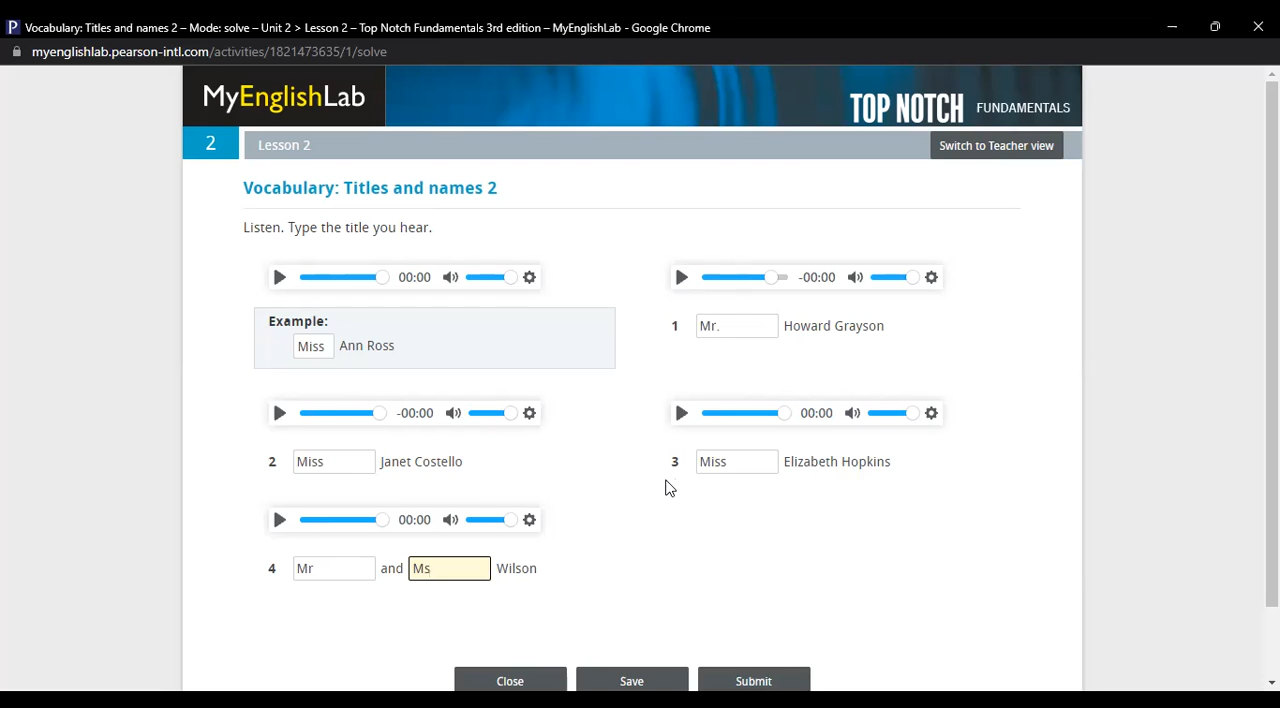 Vocabulary: Titles and names 2 – Mode: solve – Unit 2 > Lesson 2 – Top Notch Fundamentals 3rd edition – MyEnglishLab - Google Chrome
myenglishlab.pearson-intl.com/activities/1821473635/1/solve
MyEnglishLab
TOP NOTCH FUNDAMENTALS
2 Lesson 2 Switch to Teacher view
Vocabulary: Titles and names 2
Listen. Type the title you hear.
00:00
-00:00
Example:
Miss Ann Ross
1 Mr. Howard Grayson
-00:00
00:00
2 Miss Janet Costello
3 Miss Elizabeth Hopkins
00:00
4 Mr and Ms Wilson
Close Save Submit